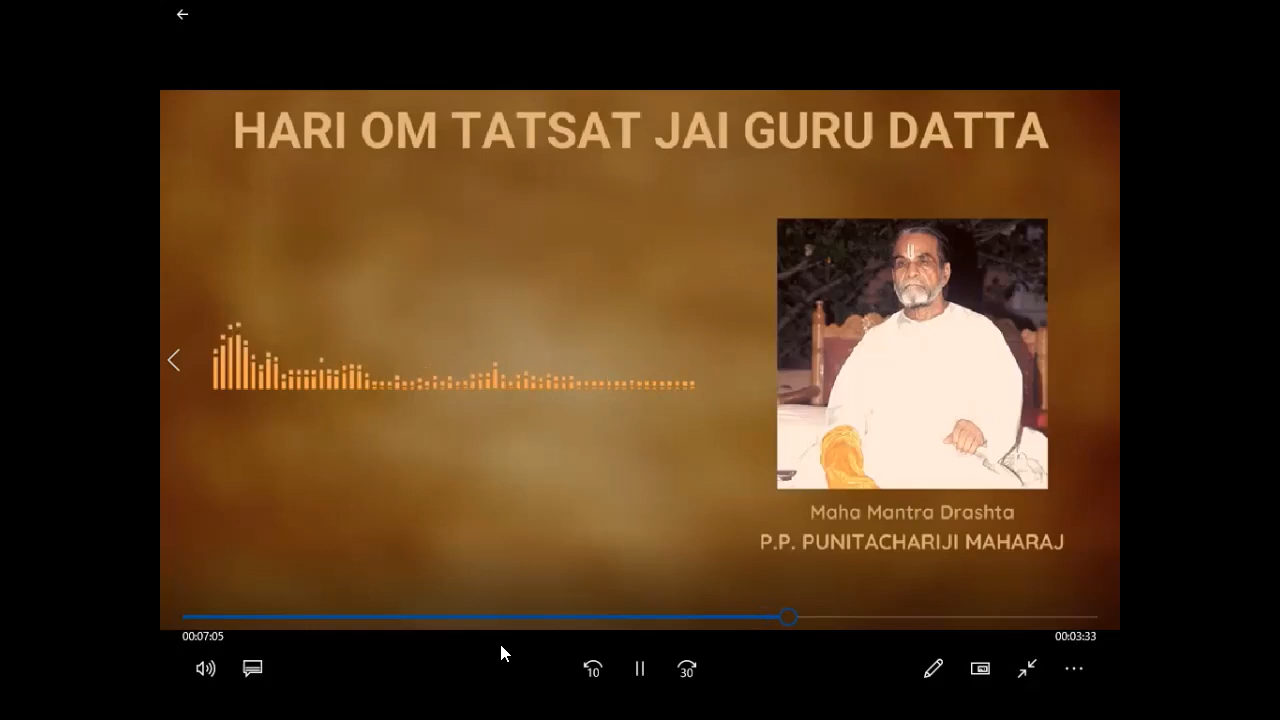 HARI OM TATSAT JAI GURU DATTA
Maha Mantra Drashta
P.P. PUNITACHARIJI MAHARAJ
00:07:05
00:03:33
10
30